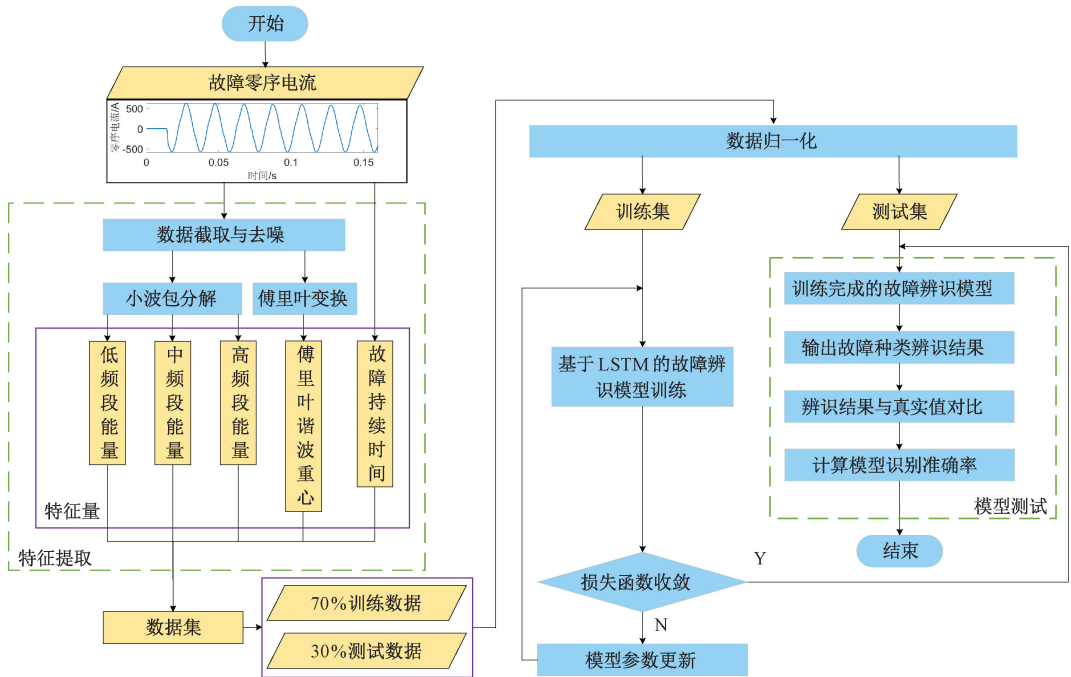 开始
故障零序电流
零序电流/A
500
0
-500
0
0.05
0.1
0.15
时间/s
数据截取与去噪
小波包分解
傅里叶变换
低频段能量
中频段能量
高频段能量
傅里叶谐波重心
故障持续时间
特征量
特征提取
数据集
70%训练数据
30%测试数据
数据归一化
训练集
测试集
基于LSTM的故障辨
识模型训练
损失函数收敛
Y
N
模型参数更新
训练完成的故障辨识模型
输出故障种类辨识结果
辨识结果与真实值对比
计算模型识别准确率
模型测试
结束